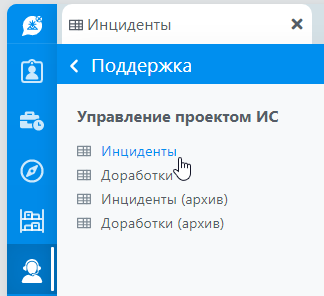 Инциденты
Поддержка
Управление проектом ИС
Инциденты
Доработки
Инциденты (архив)
Доработки (архив)